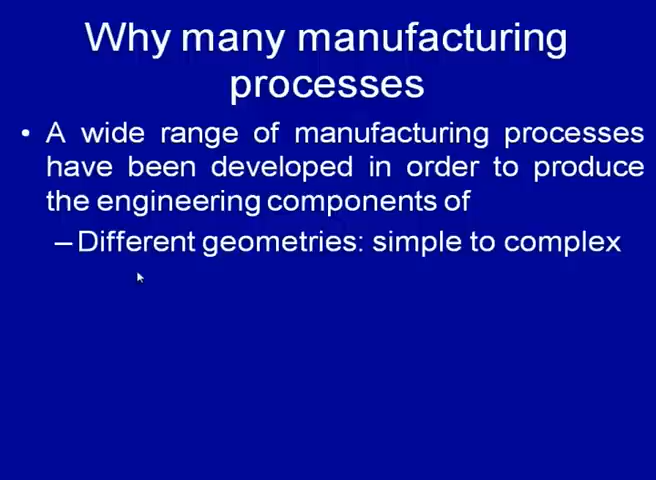 Why many manufacturing
processes
• A wide range of manufacturing processes
have been developed in order to produce
the engineering components of
– Different geometries: simple to complex